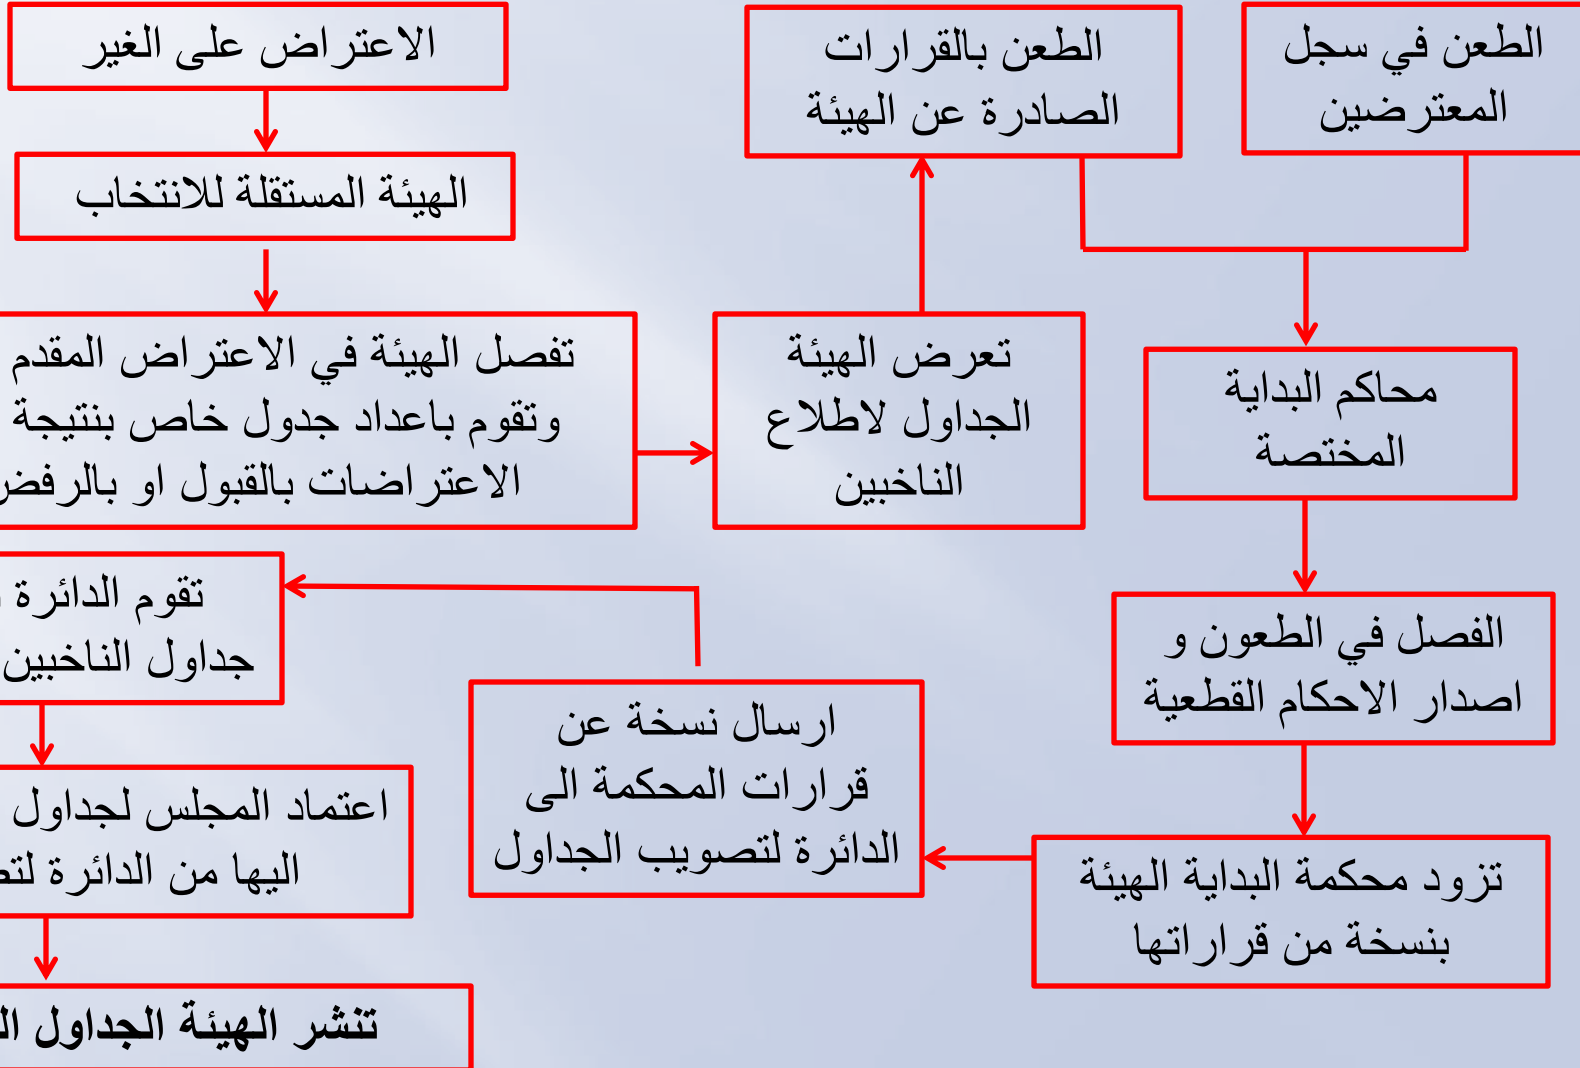 الاعتراض على الغير
الهيئة المستقلة للانتخاب
تفصل الهيئة في الاعتراض المقدم
وتقوم باعداد جدول خاص بنتيجة
الاعتراضات بالقبول او بالرفض
تعرض الهيئة
الجداول لاطلاع
الناخبين
الطعن بالقرارات
الصادرة عن الهيئة
الطعن في سجل
المعترضين
محاكم البداية
المختصة
الفصل في الطعون و
اصدار الاحكام القطعية
تزود محكمة البداية الهيئة
بنسخة من قراراتها
ارسال نسخة عن
قرارات المحكمة الى
الدائرة لتصويب الجداول
تقوم الدائرة
جداول الناخبين
اعتماد المجلس لجداول
اليها من الدائرة
تنشر الهيئة الجداول